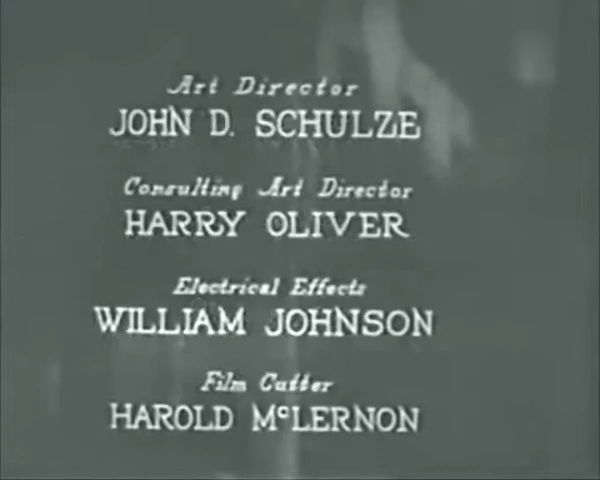 Art Director
JOHN D. SCHULZE
Consulting Art Director
HARRY OLIVER
Electrical Effects
WILLIAM JOHNSON
Film Cutter
HAROLD McLERNON